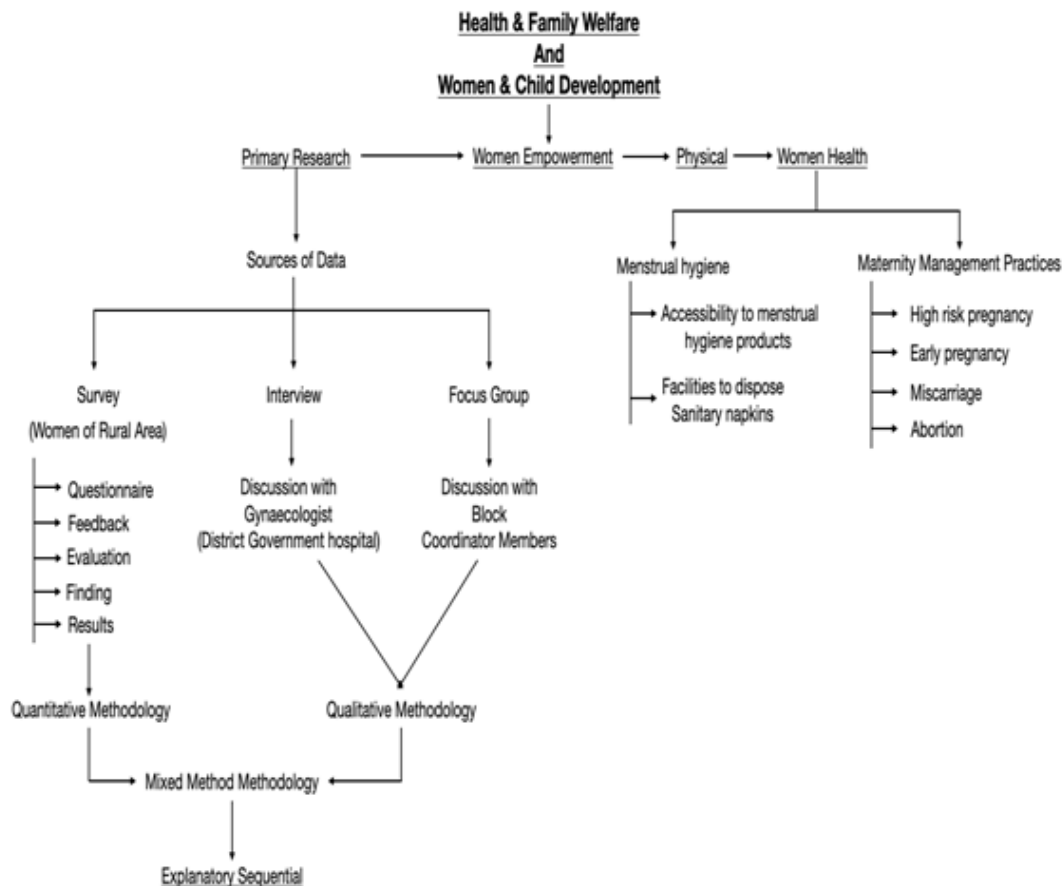 Health & Family Welfare
And
Women & Child Development
Primary Research
Women Empowerment
Physical
Women Health
Sources of Data
Menstrual hygiene
Accessibility to menstrual
hygiene products
Facilities to dispose
Sanitary napkins
Maternity Management Practices
High risk pregnancy
Early pregnancy
Miscarriage
Abortion
Survey
(Women of Rural Area)
Questionnaire
Feedback
Evaluation
Finding
Results
Interview
Discussion with
Gynaecologist
(District Government hospital)
Focus Group
Discussion with
Block
Coordinator Members
Quantitative Methodology
Qualitative Methodology
Mixed Method Methodology
Explanatory Sequential